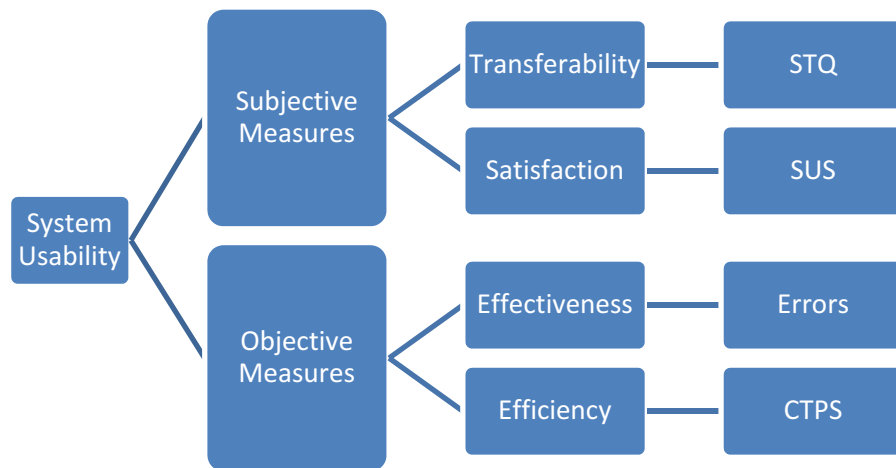 System
Usability
Subjective
Measures
Transferability
STQ
Satisfaction
SUS
Objective
Measures
Effectiveness
Errors
Efficiency
CTPS